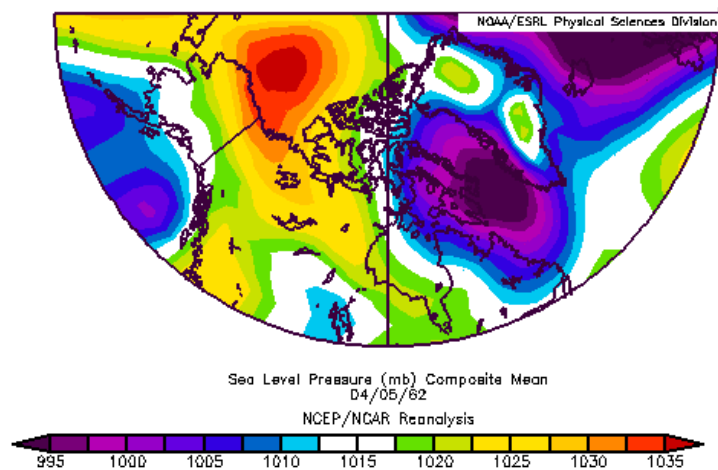 NOAA/ESRL Physical Sciences Division
Sea Level Pressure (mb) Composite Mean
04/05/62
NCEP/NCAR Reanalysis
995 1000 1005 1010 1015 1020 1025 1030 1035